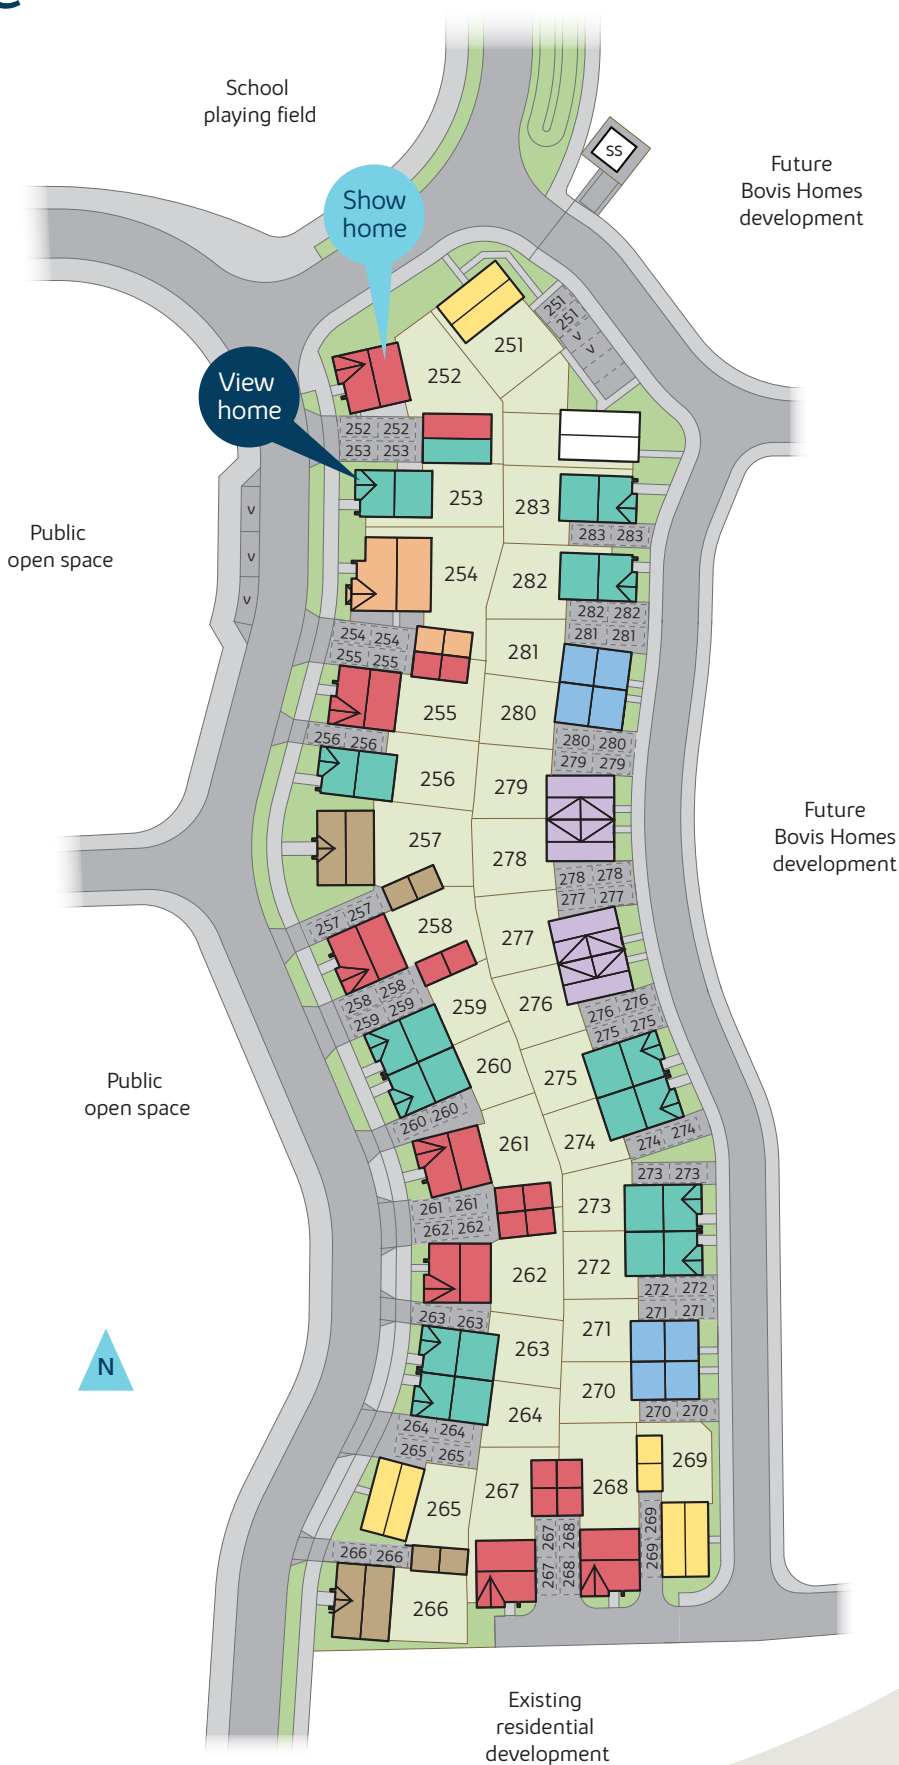 School
playing field
SS
Future
Bovis Homes
development
Show
home
251
251
251
v
v
252
View
home
252 252
253 253
253
283
283 283
Public
open space
v
v
v
254
282
282 282
281 281
254 254
255 255
281
255
280
256 256
280 280
279 279
256
279
257
278
Future
Bovis Homes
development
278 278
277 277
257 257
258
277
258 258
259 259
259
276
276 276
275 275
260
275
Public
open space
260 260
261
274
274 274
273 273
261 261
262 262
273
262
272
272 272
271 271
263 263
263
271
N
270
264
270 270
264 264
265 265
269
265
267
268
267 267
268 268
269 269
266 266
266
Existing
residential
development